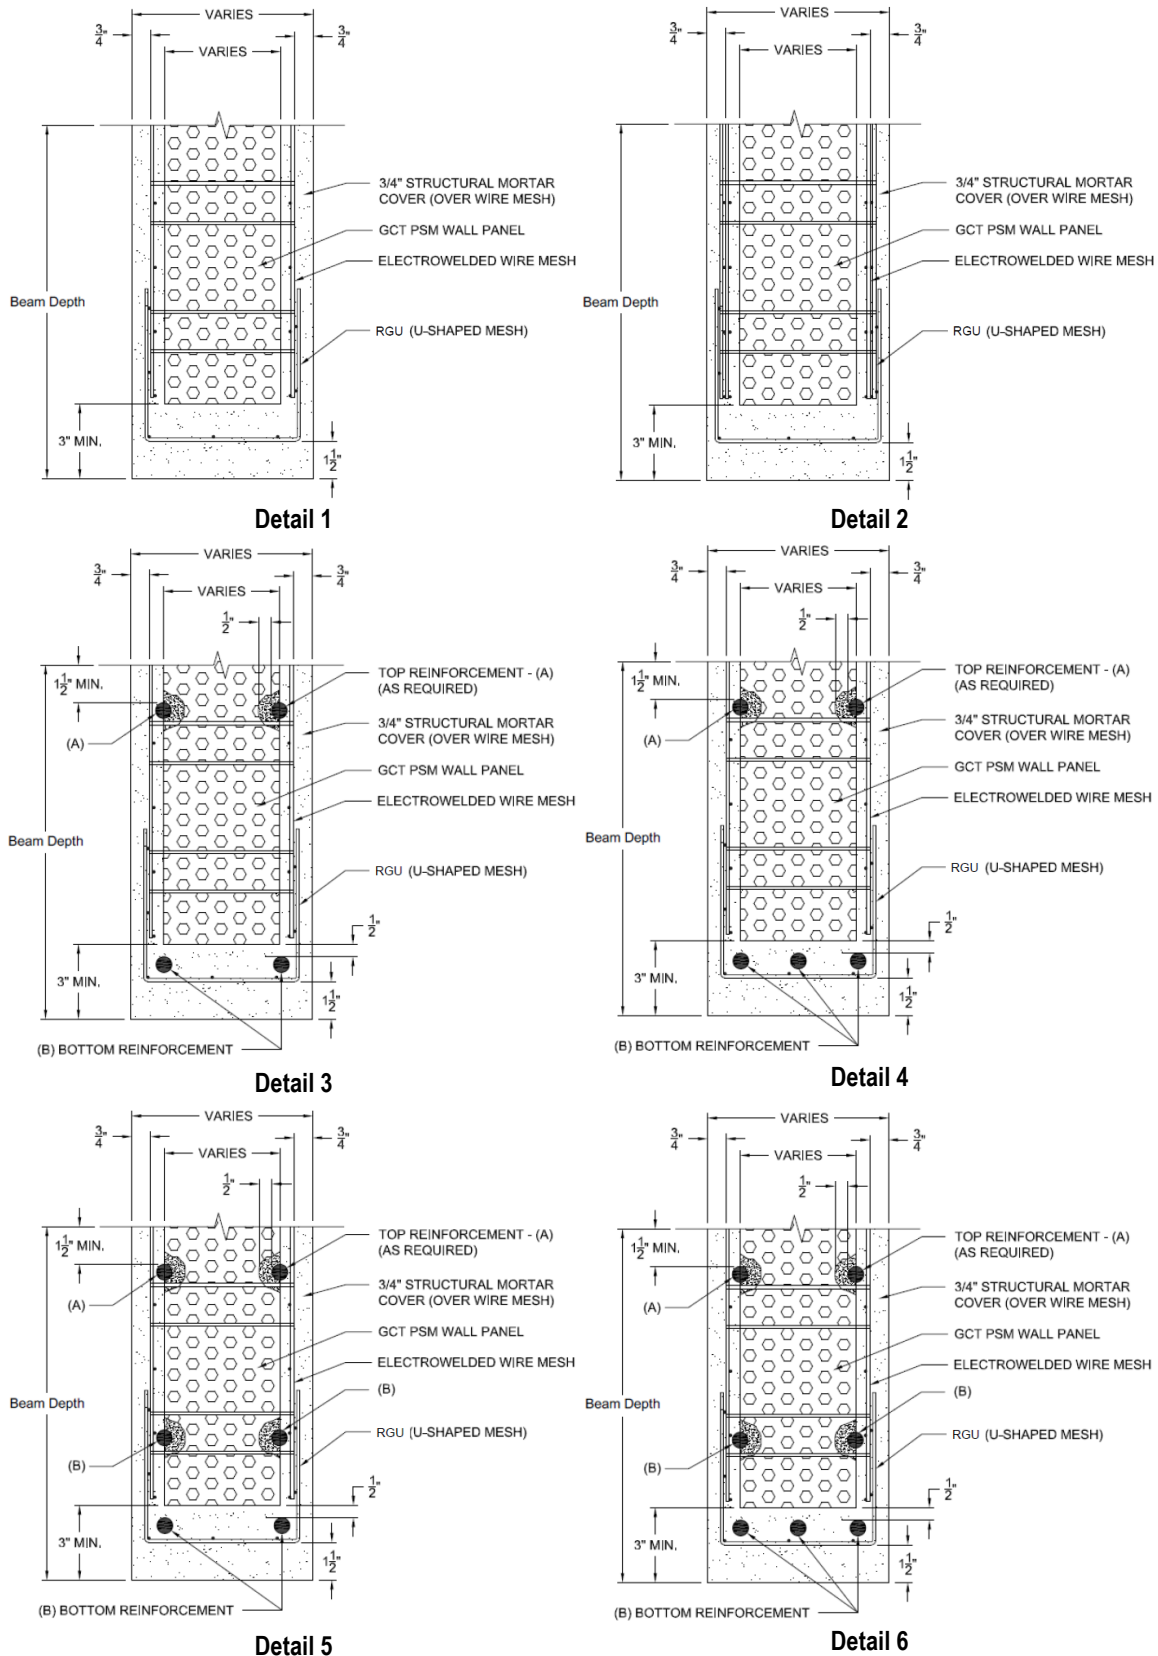 VARIES
3/4"
VARIES
3/4"
3/4" STRUCTURAL MORTAR
COVER (OVER WIRE MESH)
GCT PSM WALL PANEL
ELECTROWELDED WIRE MESH
Beam Depth
RGU (U-SHAPED MESH)
3" MIN.
1 1/2"
Detail 1
VARIES
3/4"
VARIES
3/4"
3/4" STRUCTURAL MORTAR
COVER (OVER WIRE MESH)
GCT PSM WALL PANEL
ELECTROWELDED WIRE MESH
Beam Depth
RGU (U-SHAPED MESH)
3" MIN.
1 1/2"
Detail 2
VARIES
3/4"
VARIES
3/4"
1/2"
1 1/2" MIN.
TOP REINFORCEMENT - (A)
(AS REQUIRED)
(A)
3/4" STRUCTURAL MORTAR
COVER (OVER WIRE MESH)
GCT PSM WALL PANEL
ELECTROWELDED WIRE MESH
Beam Depth
RGU (U-SHAPED MESH)
1/2"
3" MIN.
1 1/2"
(B) BOTTOM REINFORCEMENT
Detail 3
VARIES
3/4"
VARIES
3/4"
1/2"
1 1/2" MIN.
TOP REINFORCEMENT - (A)
(AS REQUIRED)
(A)
3/4" STRUCTURAL MORTAR
COVER (OVER WIRE MESH)
GCT PSM WALL PANEL
ELECTROWELDED WIRE MESH
Beam Depth
RGU (U-SHAPED MESH)
1/2"
3" MIN.
1 1/2"
(B) BOTTOM REINFORCEMENT
Detail 4
VARIES
3/4"
VARIES
3/4"
1/2"
1 1/2" MIN.
TOP REINFORCEMENT - (A)
(AS REQUIRED)
(A)
3/4" STRUCTURAL MORTAR
COVER (OVER WIRE MESH)
GCT PSM WALL PANEL
ELECTROWELDED WIRE MESH
(B)
Beam Depth
RGU (U-SHAPED MESH)
(B)
1/2"
3" MIN.
1 1/2"
(B) BOTTOM REINFORCEMENT
Detail 5
VARIES
3/4"
VARIES
3/4"
1/2"
1 1/2" MIN.
TOP REINFORCEMENT - (A)
(AS REQUIRED)
(A)
3/4" STRUCTURAL MORTAR
COVER (OVER WIRE MESH)
GCT PSM WALL PANEL
ELECTROWELDED WIRE MESH
(B)
Beam Depth
RGU (U-SHAPED MESH)
(B)
1/2"
3" MIN.
1 1/2"
(B) BOTTOM REINFORCEMENT
Detail 6